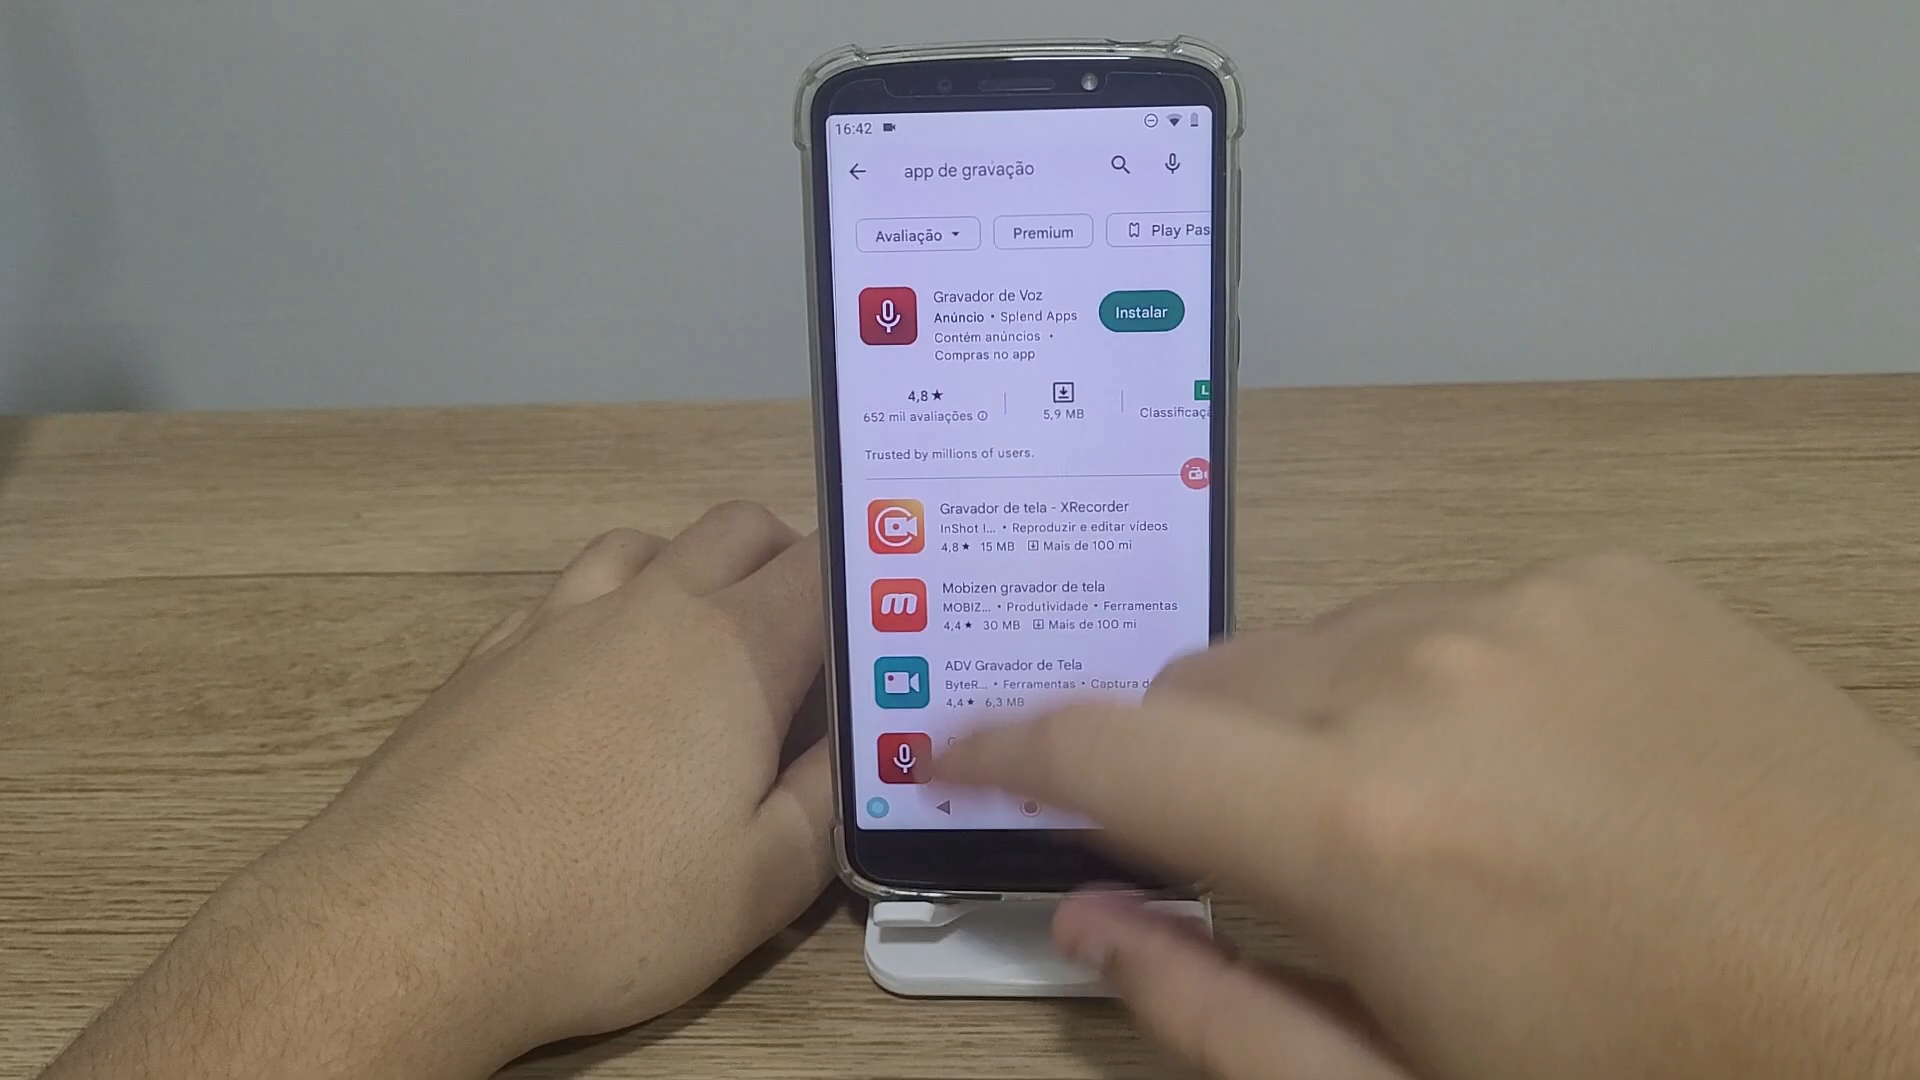 16:42
app de gravação
Avaliação
Premium
Play Pas
Gravador de Voz
Anúncio • Splend Apps
Contém anúncios •
Compras no app
Instalar
4,8★
652 mil avaliações
5,9 MB
L
Classificaç
Trusted by millions of users.
Gravador de tela - XRecorder
InShot I... • Reproduzir e editar vídeos
4,8★ 15 MB Mais de 100 mi
m
Mobizen gravador de tela
MOBIZ... • Produtividade • Ferramentas
4,4★ 30 MB Mais de 100 mi
ADV Gravador de Tela
ByteR... • Ferramentas • Captura d
4,4★ 6,3 MB